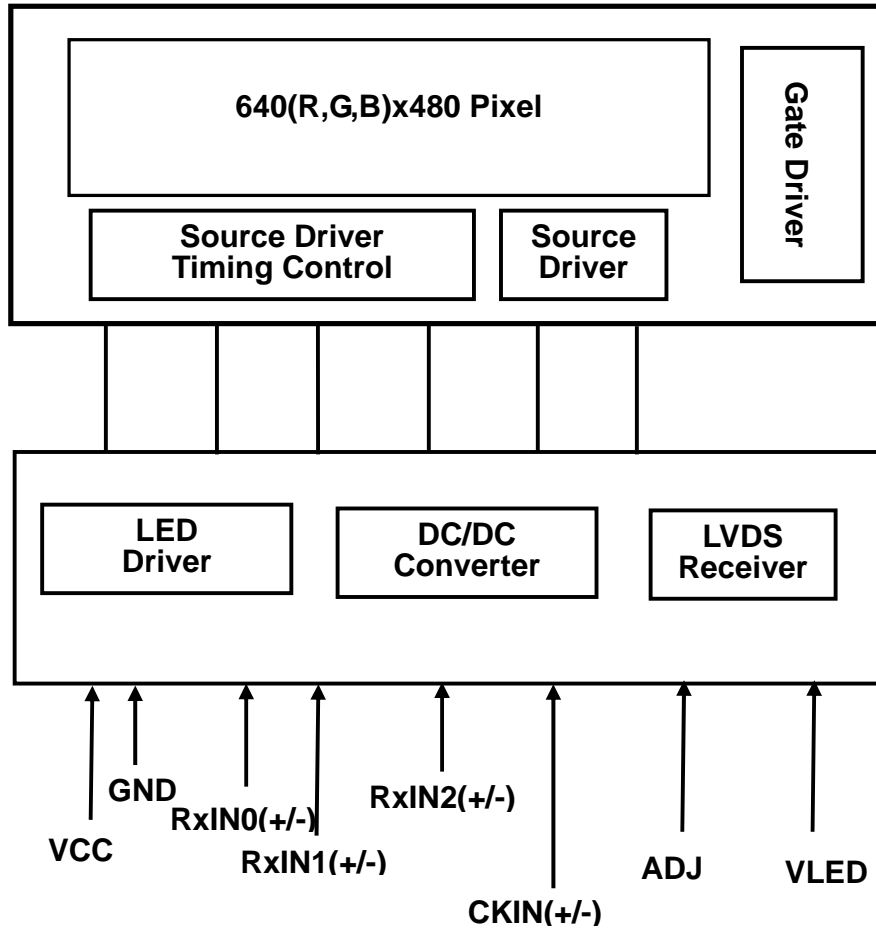 640(R,G,B)x480 Pixel
Gate Driver
Source Driver
Timing Control
Source
Driver
LED
Driver
DC/DC
Converter
LVDS
Receiver
GND
RxIN0(+/-)
RxIN2(+/-)
VCC
RxIN1(+/-)
ADJ
VLED
CKIN(+/-)